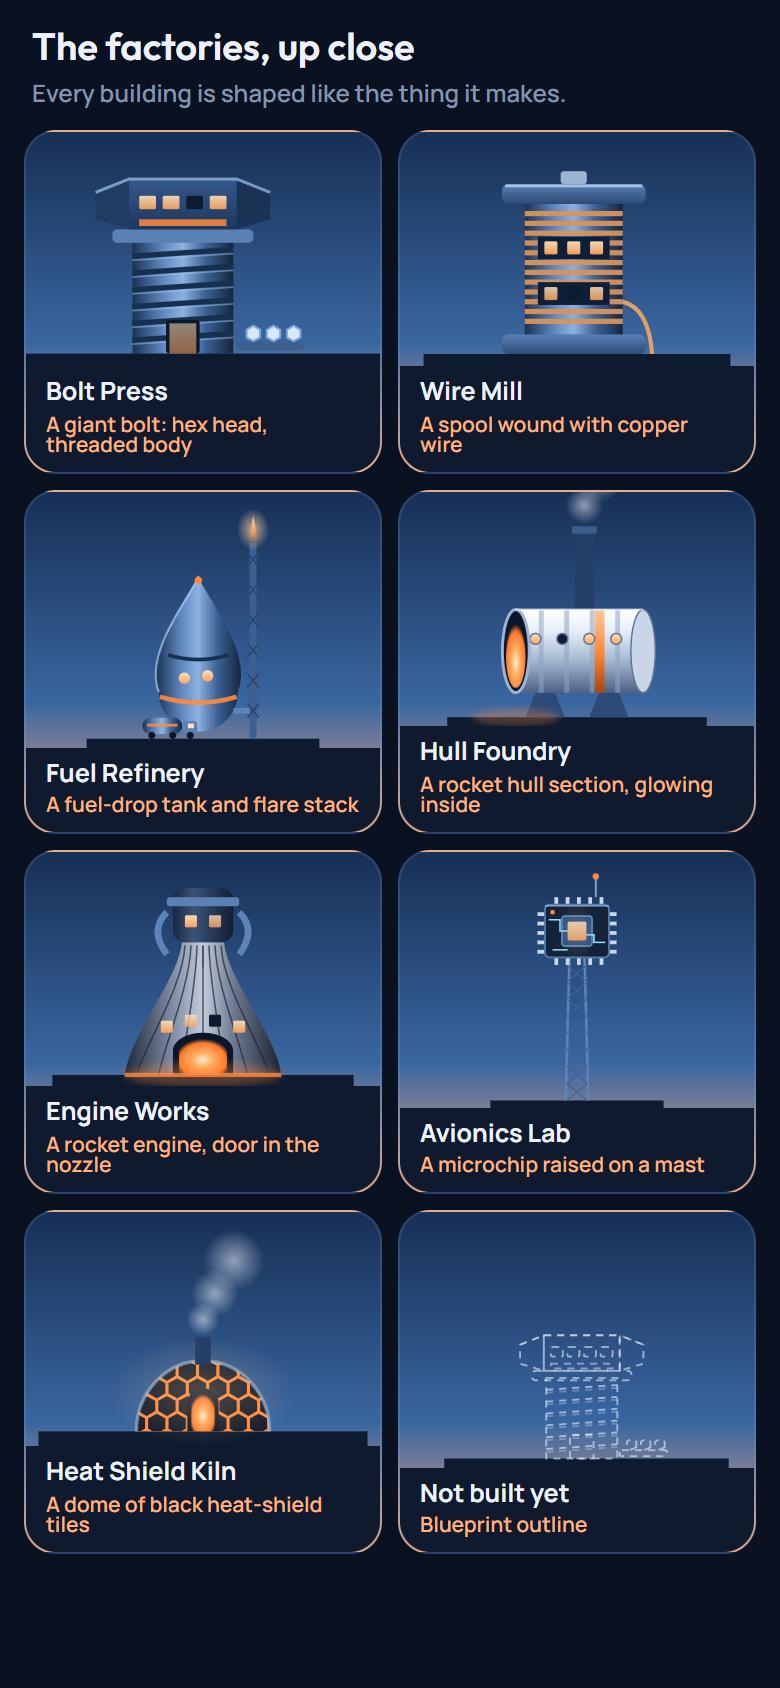 The factories, up close
Every building is shaped like the thing it makes.
Bolt Press
A giant bolt: hex head,
threaded body
Wire Mill
A spool wound with copper
wire
Fuel Refinery
A fuel-drop tank and flare stack
Hull Foundry
A rocket hull section, glowing
inside
Engine Works
A rocket engine, door in the
nozzle
Avionics Lab
A microchip raised on a mast
Heat Shield Kiln
A dome of black heat-shield
tiles
Not built yet
Blueprint outline